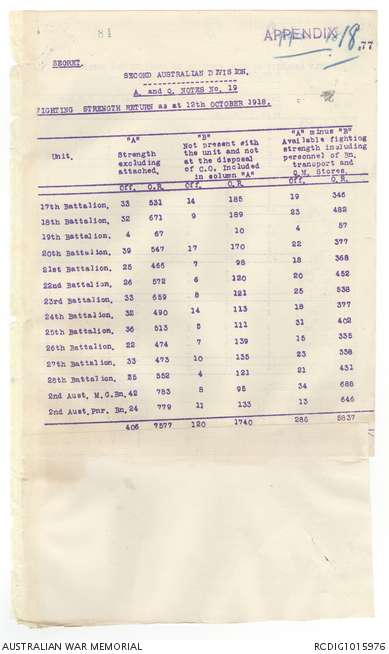 84
APPENDIX
18
77
SECRET.
SECOND AUSTRALIAN DIVISION.
A. and Q. NOTES No. 19
FIGHTING STRENGTH RETURN as at 12th OCTOBER 1918.
Unit. "A" Strength excluding attached. "B" Not present with the unit and not at the disposal of C.O. Included in column "A" "A" minus "B" Available fighting strength including personnel of Bn. transport and Q.M. Stores.
Off. O.R. Off. O.R. Off. O.R.
17th Battalion. 33 531 14 185 19 346
18th Battalion. 32 671 9 189 23 482
19th Battalion. 4 67 10 4 57
20th Battalion. 39 547 17 170 22 377
21st Battalion. 25 466 7 98 18 368
22nd Battalion. 26 572 6 120 20 452
23rd Battalion. 33 659 8 121 25 538
24th Battalion. 32 490 14 113 18 377
25th Battalion. 36 513 5 111 31 402
26th Battalion. 22 474 7 139 15 335
27th Battalion. 33 473 10 135 23 338
28th Battalion. 25 552 4 121 21 431
2nd Aust. M.G.Bn. 42 783 8 95 34 688
2nd Aust.Pnr. Bn. 24 779 11 133 13 646
406 7577 120 1740 286 5837
AUSTRALIAN WAR MEMORIAL
RCDIG1015976